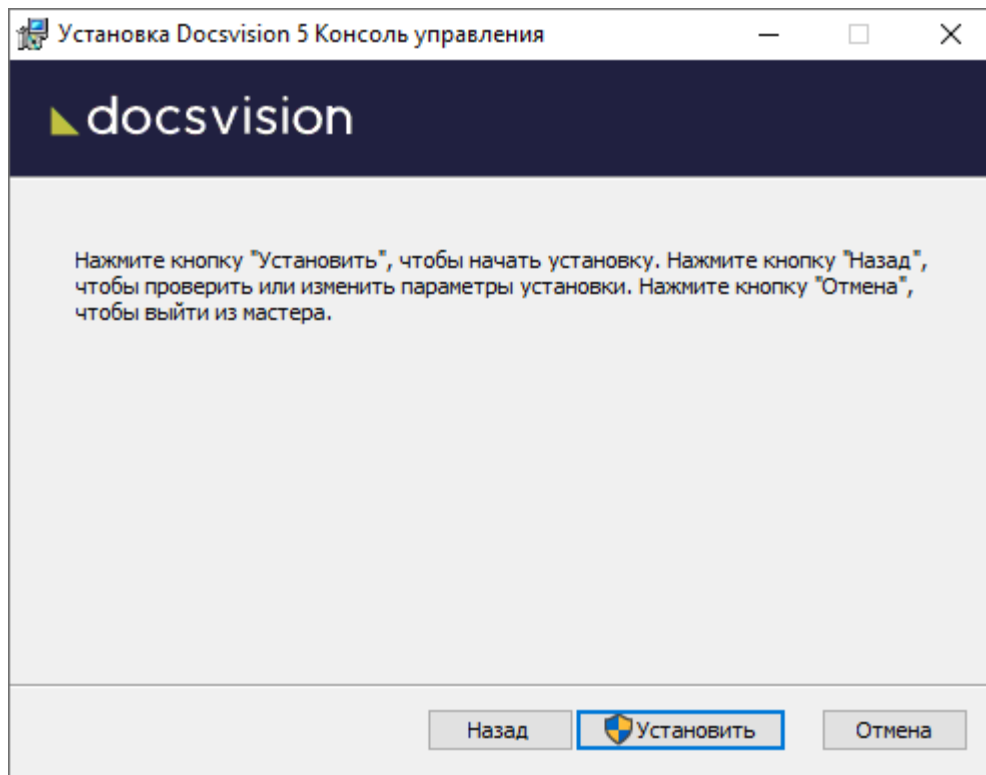 Установка Docsvision 5 Консоль управления
docsvision
Нажмите кнопку "Установить", чтобы начать установку. Нажмите кнопку "Назад",
чтобы проверить или изменить параметры установки. Нажмите кнопку "Отмена",
чтобы выйти из мастера.
Назад
Установить
Отмена